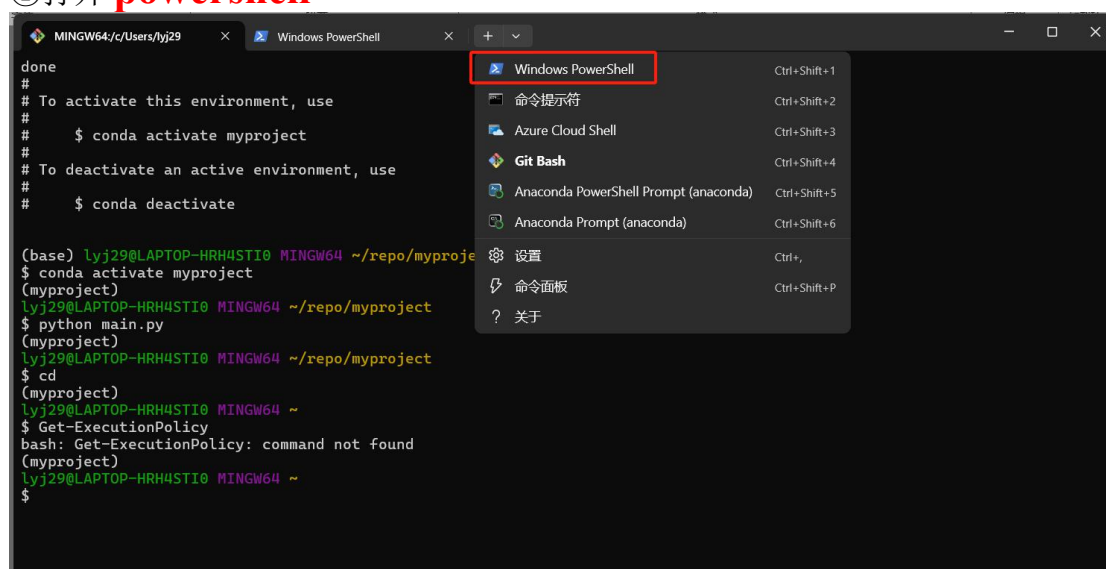 打开 powershell
MINGW64:/c/Users/lyj29 × Windows PowerShell ×
done
#
# To activate this environment, use
#
#     $ conda activate myproject
#
# To deactivate an active environment, use
#
#     $ conda deactivate
(base) lyj29@LAPTOP-HRH4STI0 MINGW64 ~/repo/myproje
$ conda activate myproject
(myproject)
lyj29@LAPTOP-HRH4STI0 MINGW64 ~/repo/myproject
$ python main.py
(myproject)
lyj29@LAPTOP-HRH4STI0 MINGW64 ~/repo/myproject
$ cd
(myproject)
lyj29@LAPTOP-HRH4STI0 MINGW64 ~
$ Get-ExecutionPolicy
bash: Get-ExecutionPolicy: command not found
(myproject)
lyj29@LAPTOP-HRH4STI0 MINGW64 ~
$
Windows PowerShell Ctrl+Shift+1
命令提示符 Ctrl+Shift+2
Azure Cloud Shell Ctrl+Shift+3
Git Bash Ctrl+Shift+4
Anaconda PowerShell Prompt (anaconda) Ctrl+Shift+5
Anaconda Prompt (anaconda) Ctrl+Shift+6
设置 Ctrl+,
命令面板 Ctrl+Shift+P
关于